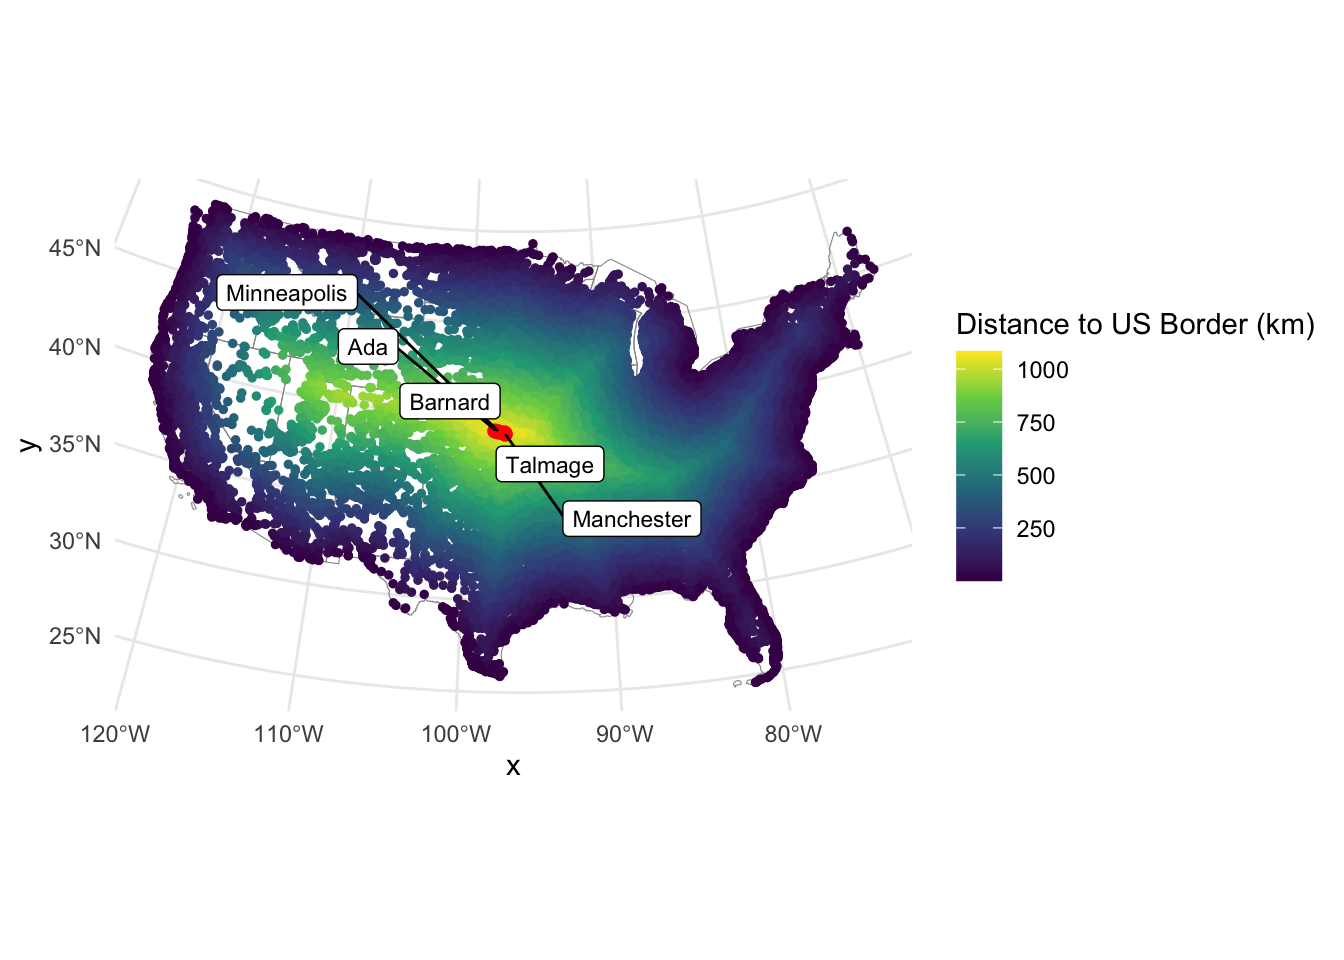 45°N
40°N
35°N
30°N
25°N
y
120°W
110°W
100°W
90°W
80°W
x
Minneapolis
Ada
Barnard
Talmage
Manchester
Distance to US Border (km)
1000
750
500
250